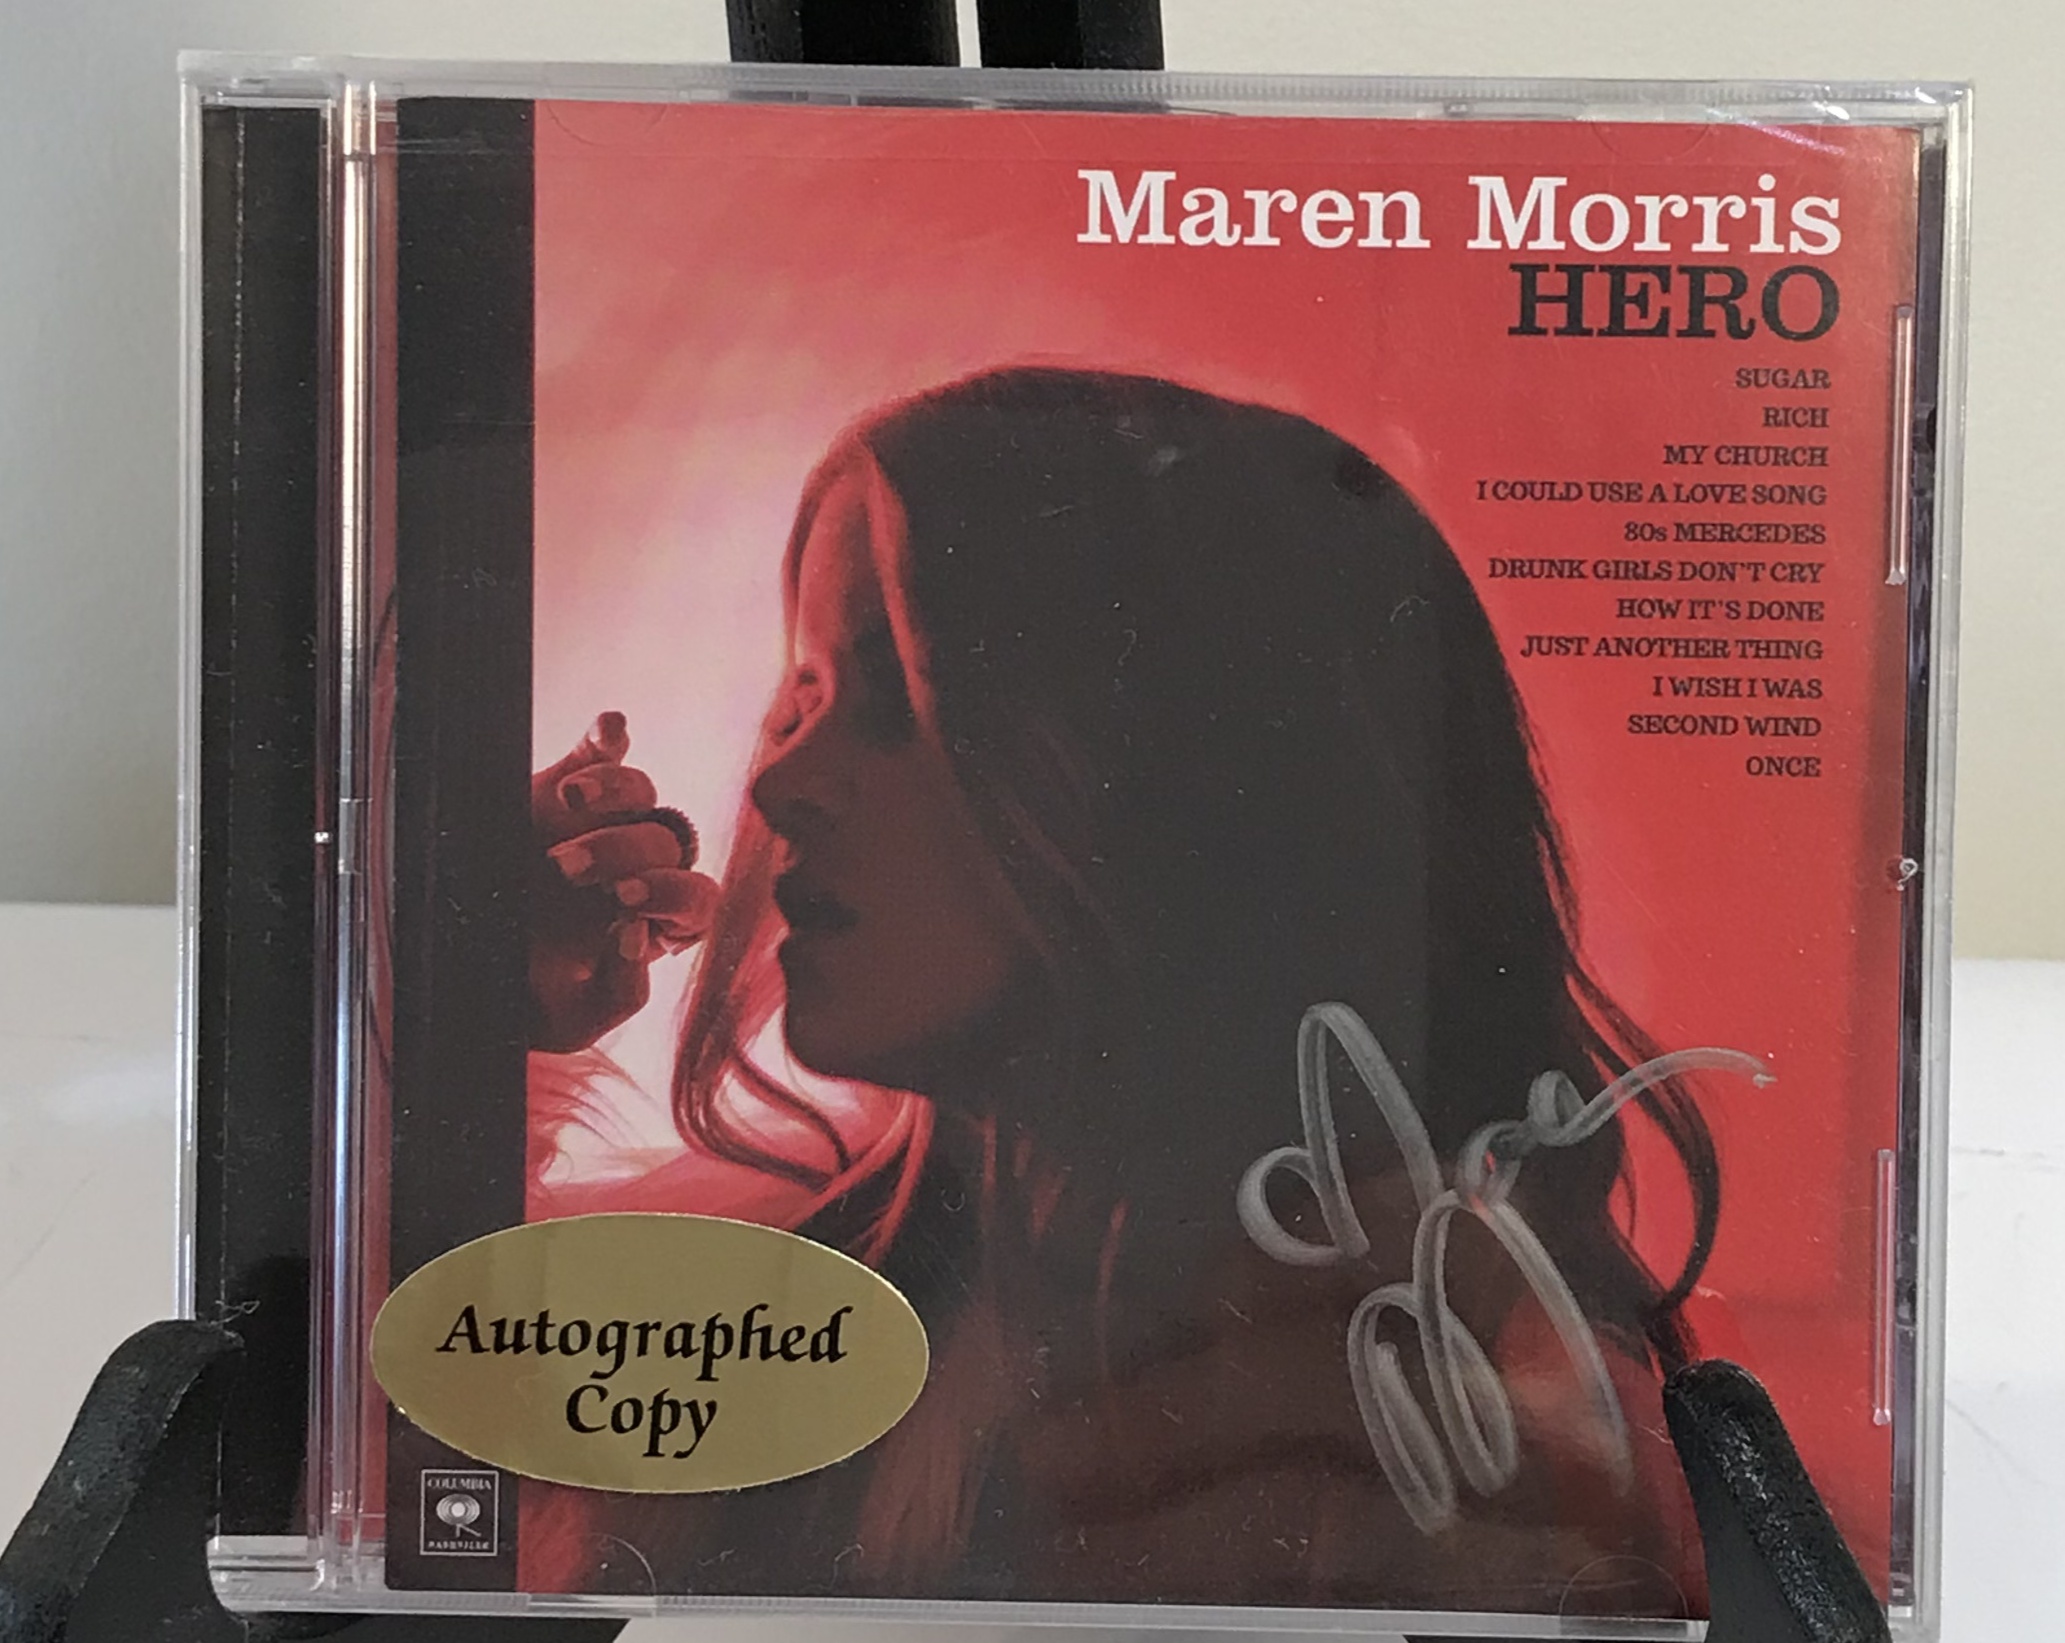 Maren Morris
HERO
SUGAR
RICH
MY CHURCH
I COULD USE A LOVE SONG
80s MERCEDES
DRUNK GIRLS DON'T CRY
HOW IT'S DONE
JUST ANOTHER THING
I WISH I WAS
SECOND WIND
ONCE
Autographed
Copy
COLUMBIA
NASHVILLE